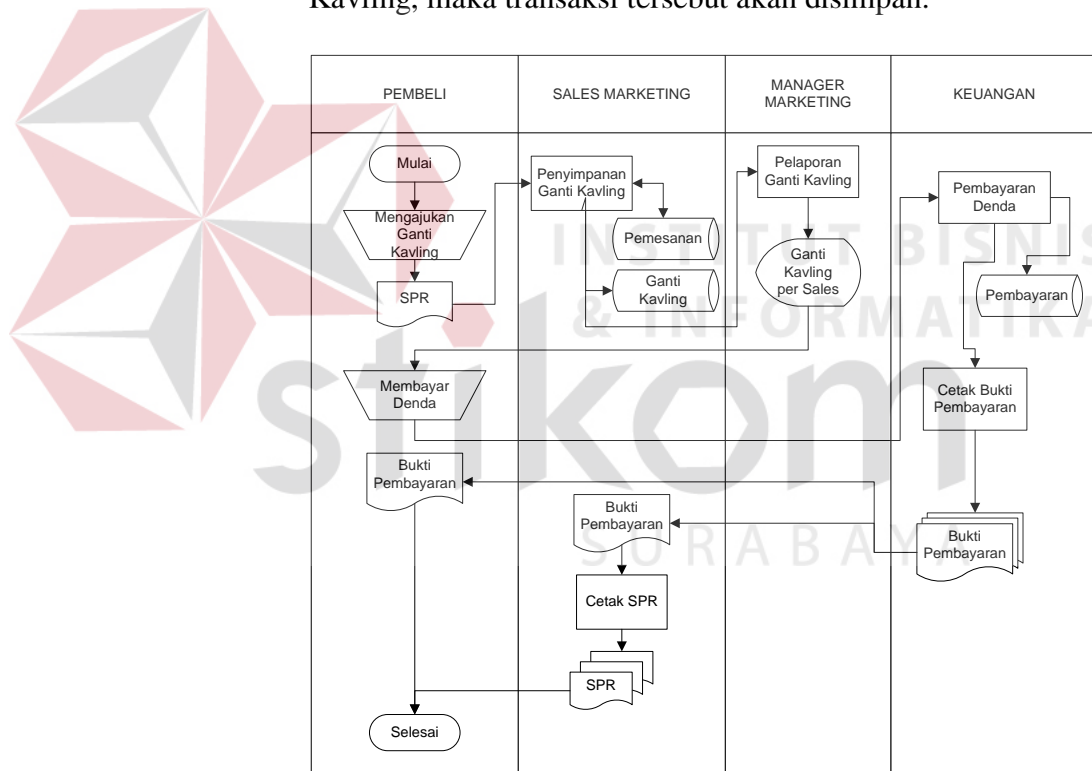 Kavling, maka transaksi tersebut akan disimpan.
PEMBELI
SALES MARKETING
MANAGER
MARKETING
KEUANGAN
Mulai
Mengajukan
Ganti
Kavling
SPR
Membayar
Denda
Bukti
Pembayaran
Selesai
Penyimpanan
Ganti Kavling
Pemesanan
Ganti
Kavling
Bukti
Pembayaran
Cetak SPR
SPR
Pelaporan
Ganti Kavling
Ganti
Kavling
per Sales
Pembayaran
Denda
Pembayaran
Cetak Bukti
Pembayaran
Bukti
Pembayaran
INSTITUT BISNIS
& INFORMATIKA
stikom
SURABAYA